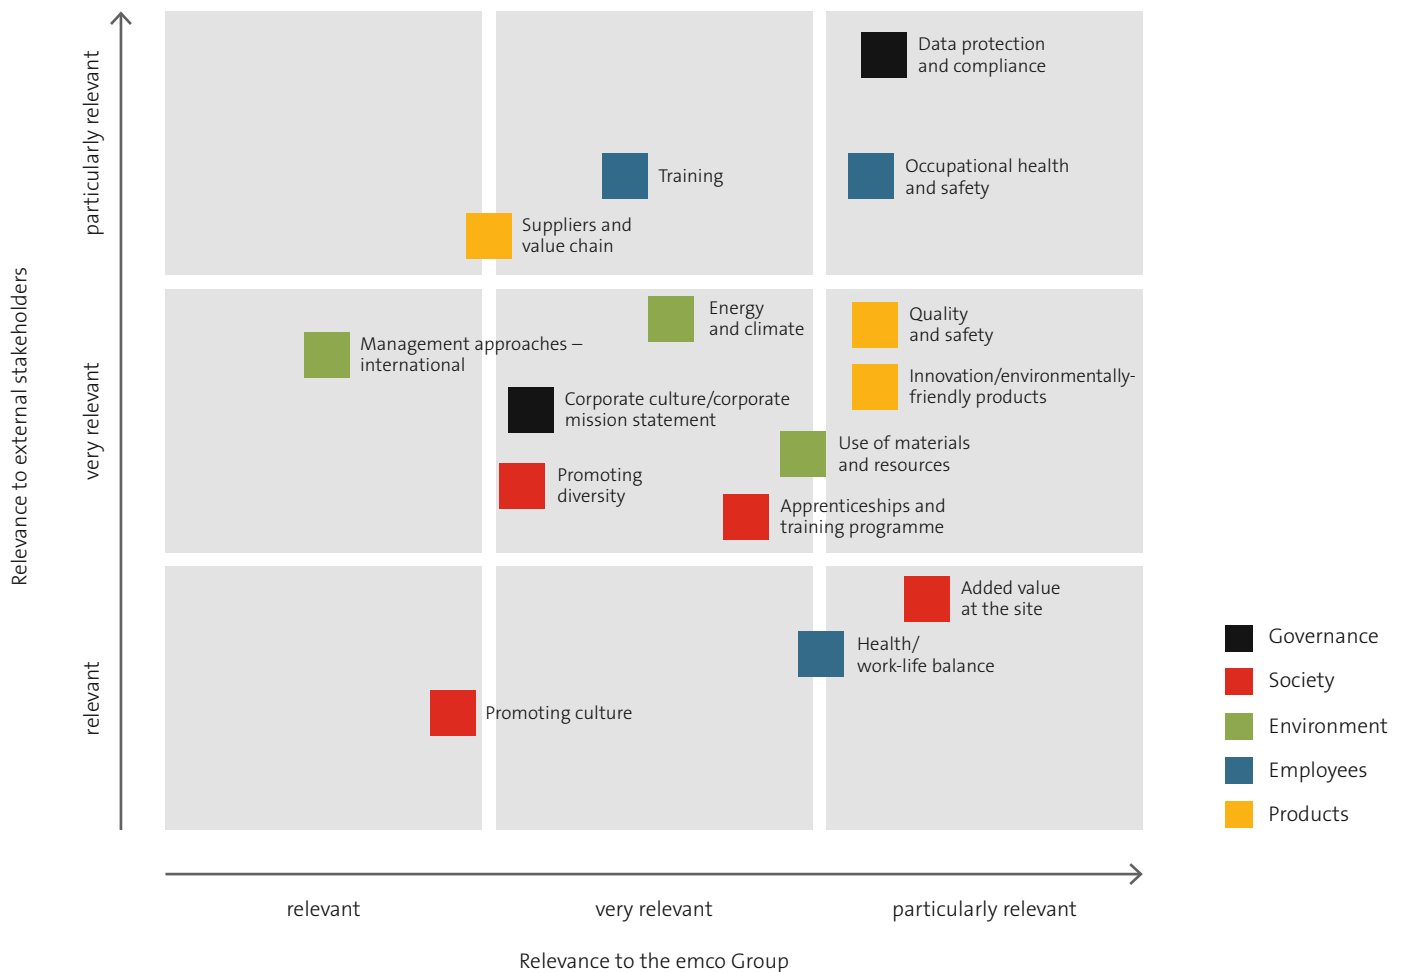 Relevance to external stakeholders
particularly relevant
very relevant
relevant
Data protection
and compliance
Training
Occupational health
and safety
Suppliers and
value chain
Energy
and climate
Quality
and safety
Management approaches –
international
Innovation/environmentally-
friendly products
Corporate culture/corporate
mission statement
Use of materials
and resources
Promoting
diversity
Apprenticeships and
training programme
Added value
at the site
Health/
work-life balance
Promoting culture
Governance
Society
Environment
Employees
Products
relevant
very relevant
particularly relevant
Relevance to the emco Group